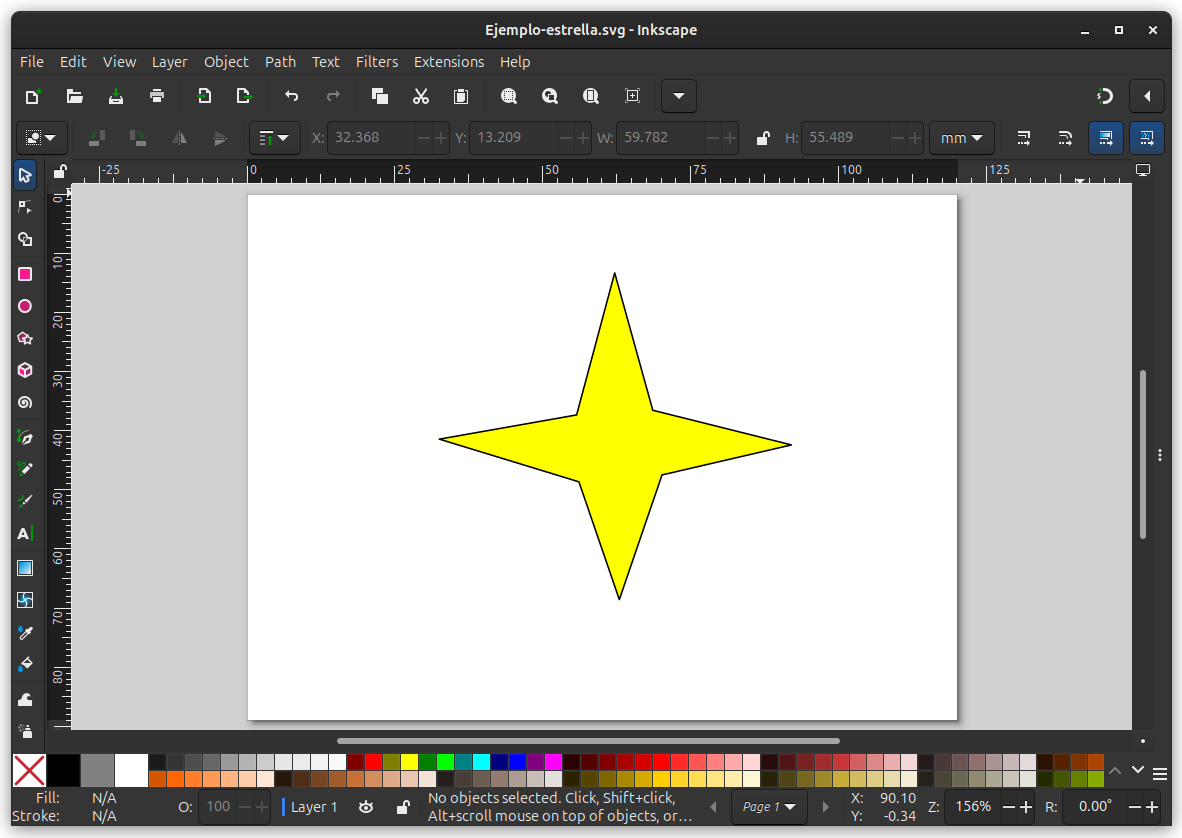 Ejemplo-estrella.svg - Inkscape
File Edit View Layer Object Path Text Filters Extensions Help
X: 32.368 Y: 13.209 W: 59.782 H: 55.489 mm
-25 0 25 50 75 100 125
0
10
20
30
40
50
60
70
80
A
Fill: N/A
Stroke: N/A
O: 100
Layer 1
No objects selected. Click, Shift+click,
Alt+scroll mouse on top of objects, or…
Page 1
X: 90.10
Y: -0.34
Z: 156%
R: 0.00°